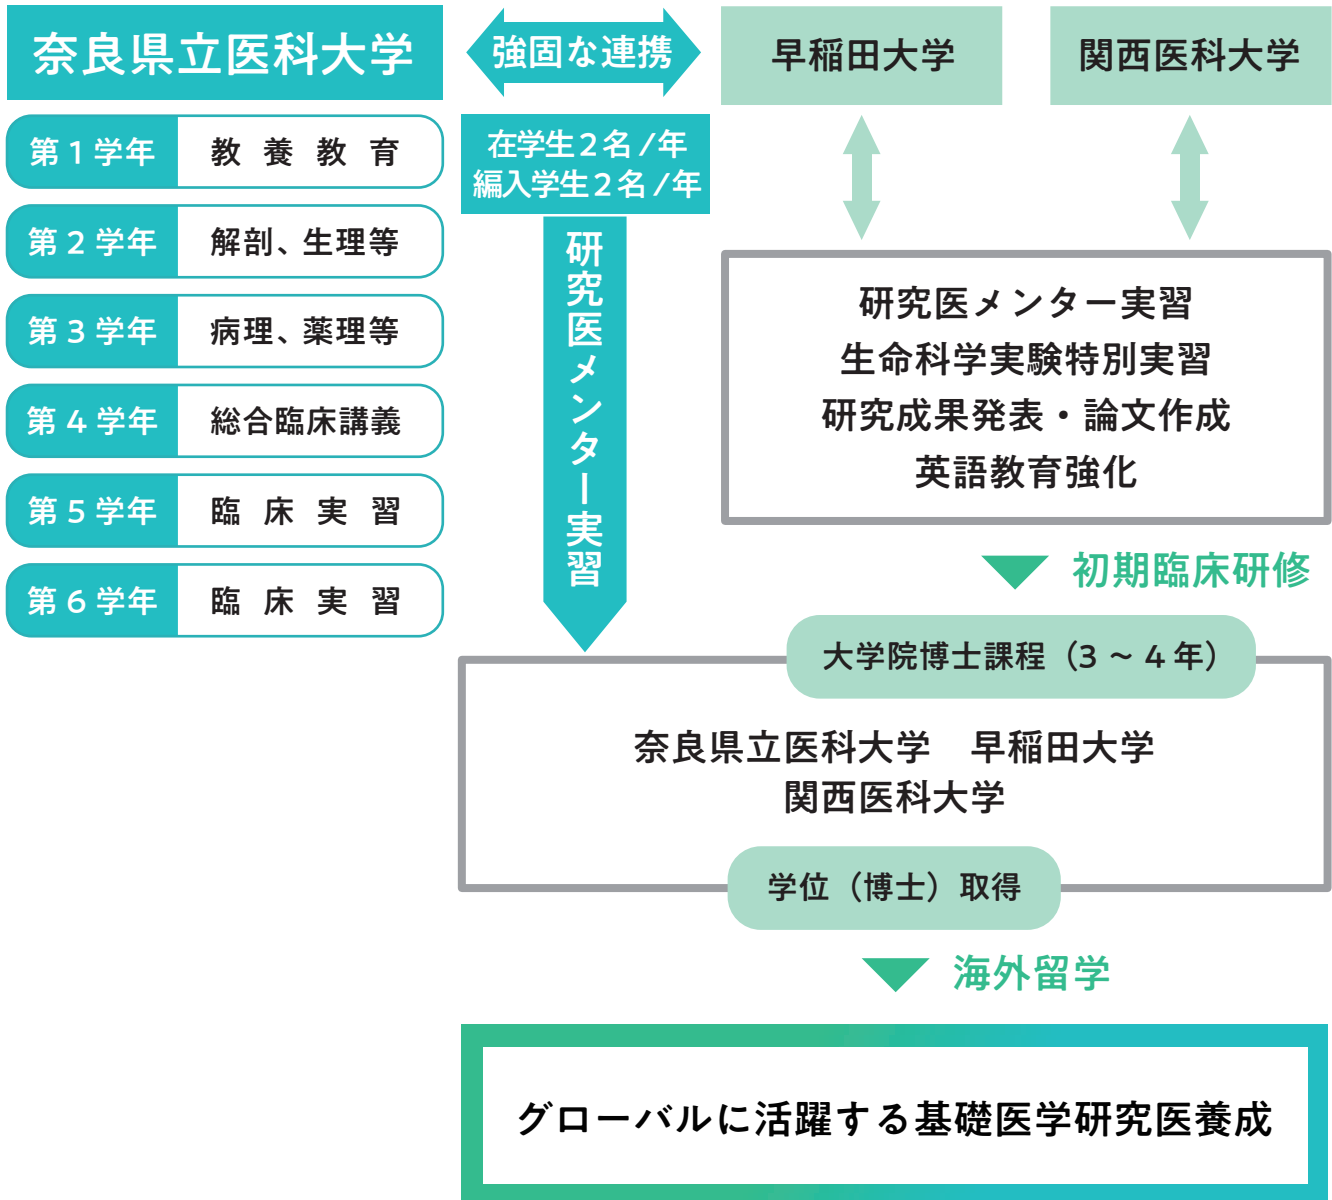 奈良県立医科大学
強固な連携
早稲田大学
関西医科大学
第1学年 教養教育
第2学年 解剖、生理等
第3学年 病理、薬理等
第4学年 総合臨床講義
第5学年 臨床実習
第6学年 臨床実習
在学生2名/年
編入学生2名/年
研究医メンター実習
研究医メンター実習
生命科学実験特別実習
研究成果発表・論文作成
英語教育強化
初期臨床研修
大学院博士課程（3～4年）
奈良県立医科大学　早稲田大学
関西医科大学
学位（博士）取得
海外留学
グローバルに活躍する基礎医学研究医養成